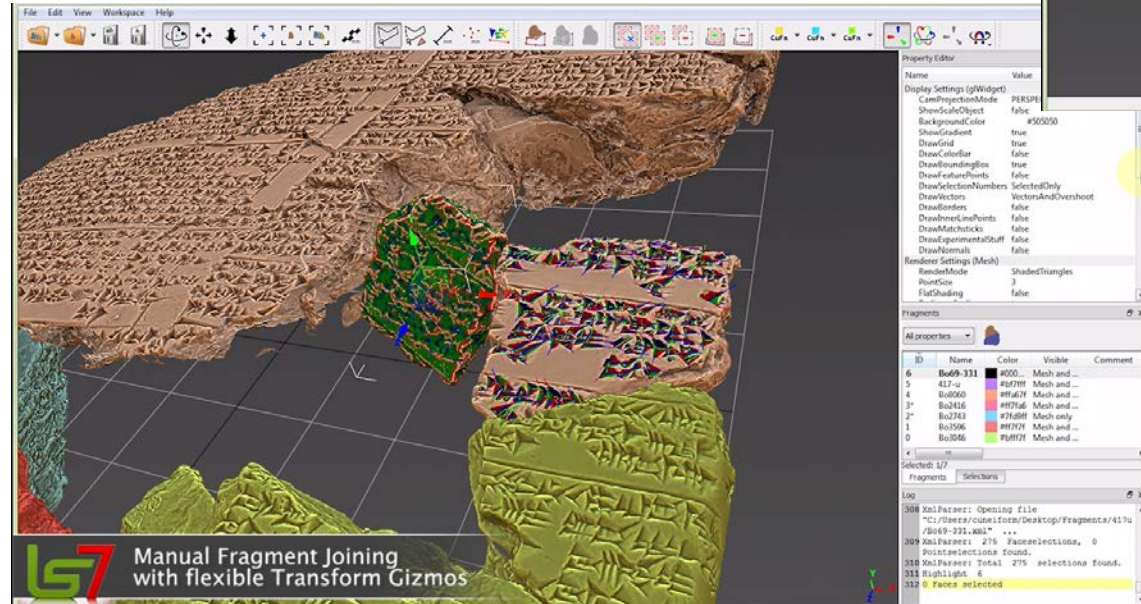 File Edit View Workspace Help
CuFn CuFn CuFn
Property Editor
Name Value
Display Settings (glWidget)
CamProjectionMode PERSPE
ShowScaleObject false
BackgroundColor #505050
ShowGradient true
DrawGrid true
DrawColorBar false
DrawBoundingBox true
DrawFeaturePoints false
DrawSelectionNumbers SelectedOnly
DrawVectors VectorsAndOvershoot
DrawBorders false
DrawInnerLinePoints false
DrawMatchsticks false
DrawExperimentalStuff false
DrawNormals false
Renderer Settings (Mesh)
RenderMode ShadedTriangles
PointSize 3
FlatShading false
Fragments
All properties
ID Name Color Visible Comment
6 Bo69-331 #000... Mesh and ...
5 417-u #bf7fff Mesh and ...
4 Bo8060 #ffa67f Mesh and ...
3* Bo2416 #ff7fa6 Mesh and ...
2* Bo2743 #7fd9ff Mesh only
1 Bo3596 #ff7f7f Mesh and ...
0 Bo3046 #bfff7f Mesh and ...
Selected: 1/7
Fragments Selections
Log
308 XmlParser: Opening file
"C:/Users/cuneiform/Desktop/Fragments/417u
/Bo69-331.xml" ...
309 XmlParser: 275 Faceselections, 0
Pointselections found.
310 XmlParser: Total 275 selections found.
311 Highlight 6
312 0 Faces selected
LS7
Manual Fragment Joining
with flexible Transform Gizmos